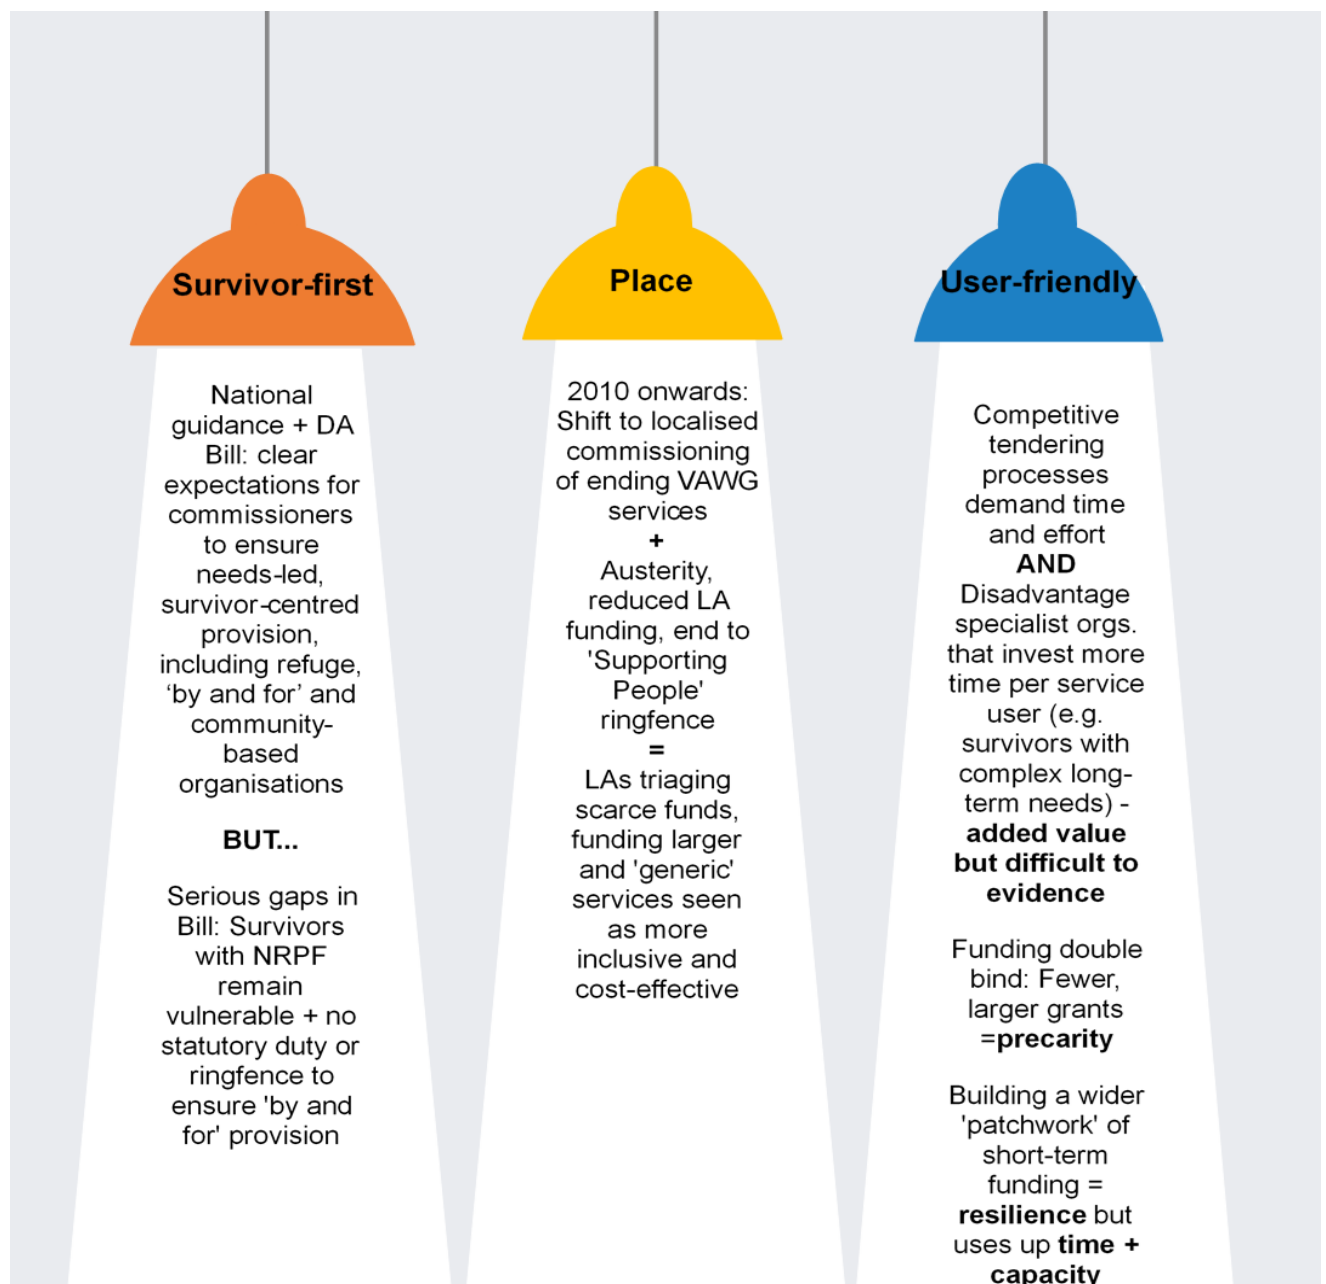 Survivor-first
National
guidance + DA
Bill: clear
expectations for
commissioners
to ensure
needs-led,
survivor-centred
provision,
including refuge,
‘by and for’ and
community-
based
organisations
BUT...
Serious gaps in
Bill: Survivors
with NRPF
remain
vulnerable + no
statutory duty or
ringfence to
ensure 'by and
for' provision
Place
2010 onwards:
Shift to localised
commissioning
of ending VAWG
services
+
Austerity,
reduced LA
funding, end to
'Supporting
People'
ringfence
=
LAs triaging
scarce funds,
funding larger
and 'generic'
services seen
as more
inclusive and
cost-effective
User-friendly
Competitive
tendering
processes
demand time
and effort
AND
Disadvantage
specialist orgs.
that invest more
time per service
user (e.g.
survivors with
complex long-
term needs) -
added value
but difficult to
evidence
Funding double
bind: Fewer,
larger grants
=precarity
Building a wider
'patchwork' of
short-term
funding =
resilience but
uses up time +
capacity